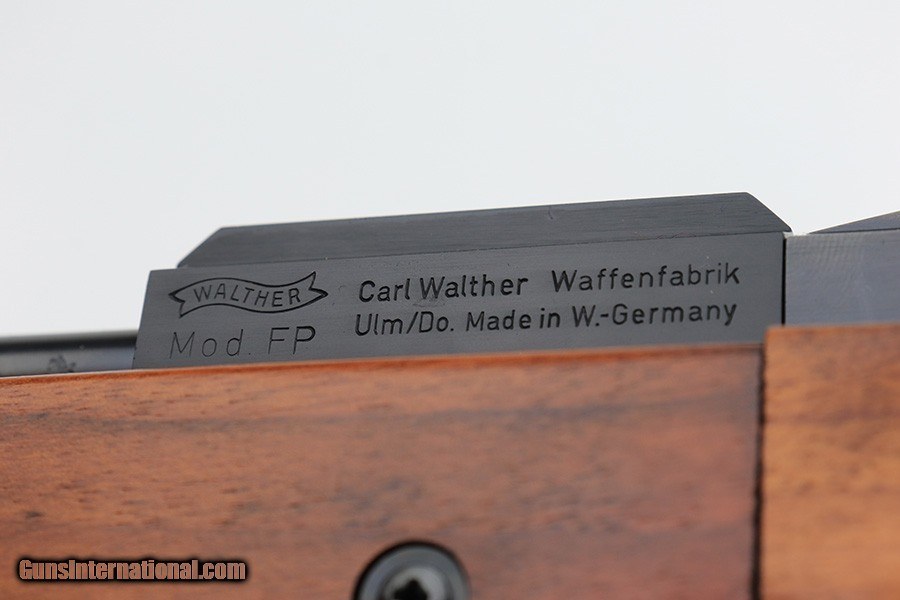 WALTHER
Mod. FP
Carl Walther Waffenfabrik
Ulm/Do. Made in W.-Germany
GunsInternational.com